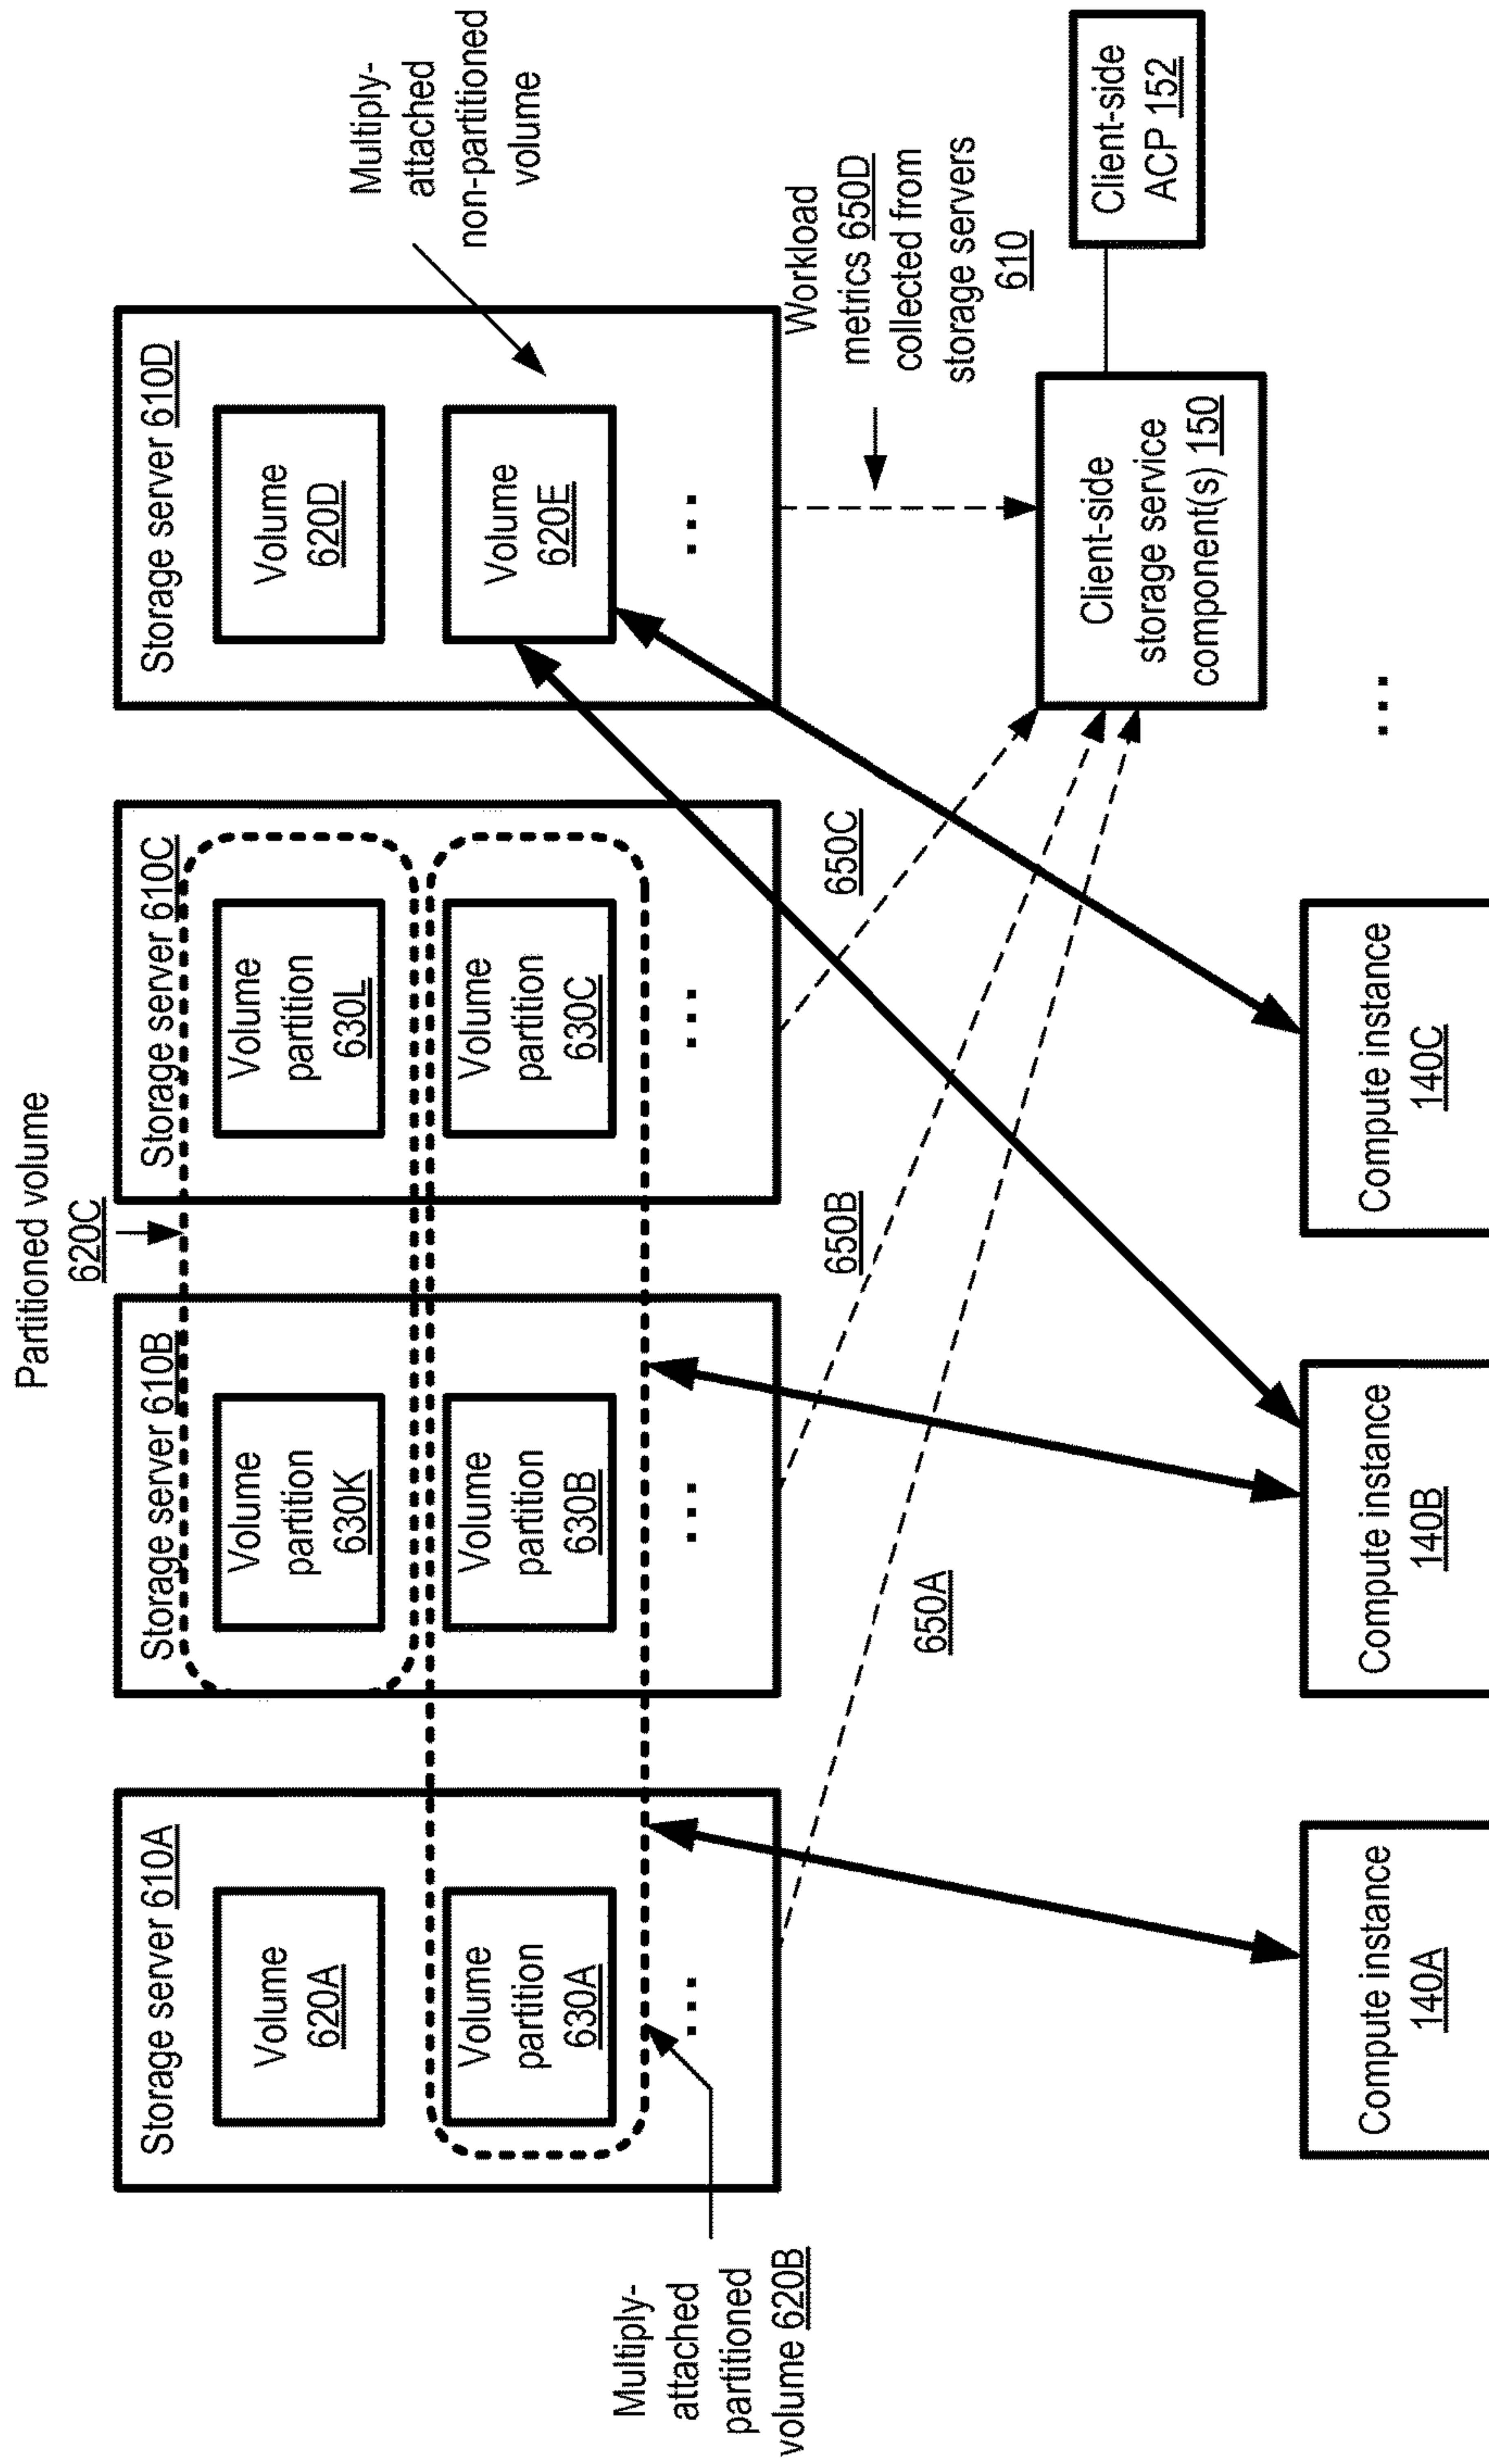 Partitioned volume
620C
Storage server 610A
Volume
620A
Volume
partition
630A
...
Storage server 610B
Volume
partition
630K
Volume
partition
630B
...
Storage server 610C
Volume
partition
630L
Volume
partition
630C
...
Storage server 610D
Volume
620D
Volume
620E
...
Multiply-
attached
non-partitioned
volume
Multiply-
attached
partitioned
volume 620B
650A
650B
650C
Workload
metrics 650D
collected from
storage servers
610
Client-side
storage service
component(s) 150
Client-side
ACP 152
Compute instance
140A
Compute instance
140B
Compute instance
140C
...